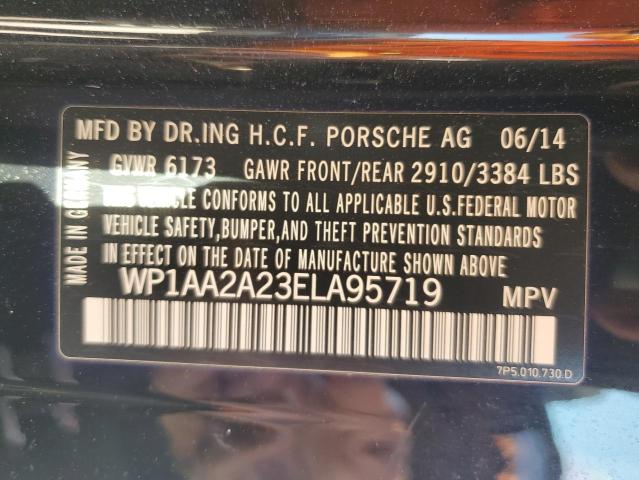 MFD BY DR.ING H.C.F. PORSCHE AG 06/14
GVWR 6173 GAWR FRONT/REAR 2910/3384 LBS
THIS VEHICLE CONFORMS TO ALL APPLICABLE U.S.FEDERAL MOTOR
VEHICLE SAFETY,BUMPER,AND THEFT PREVENTION STANDARDS
IN EFFECT ON THE DATE OF MANUFACTURE SHOWN ABOVE
WP1AA2A23ELA95719 MPV
7P5.010.730.D
MADE IN GERMANY